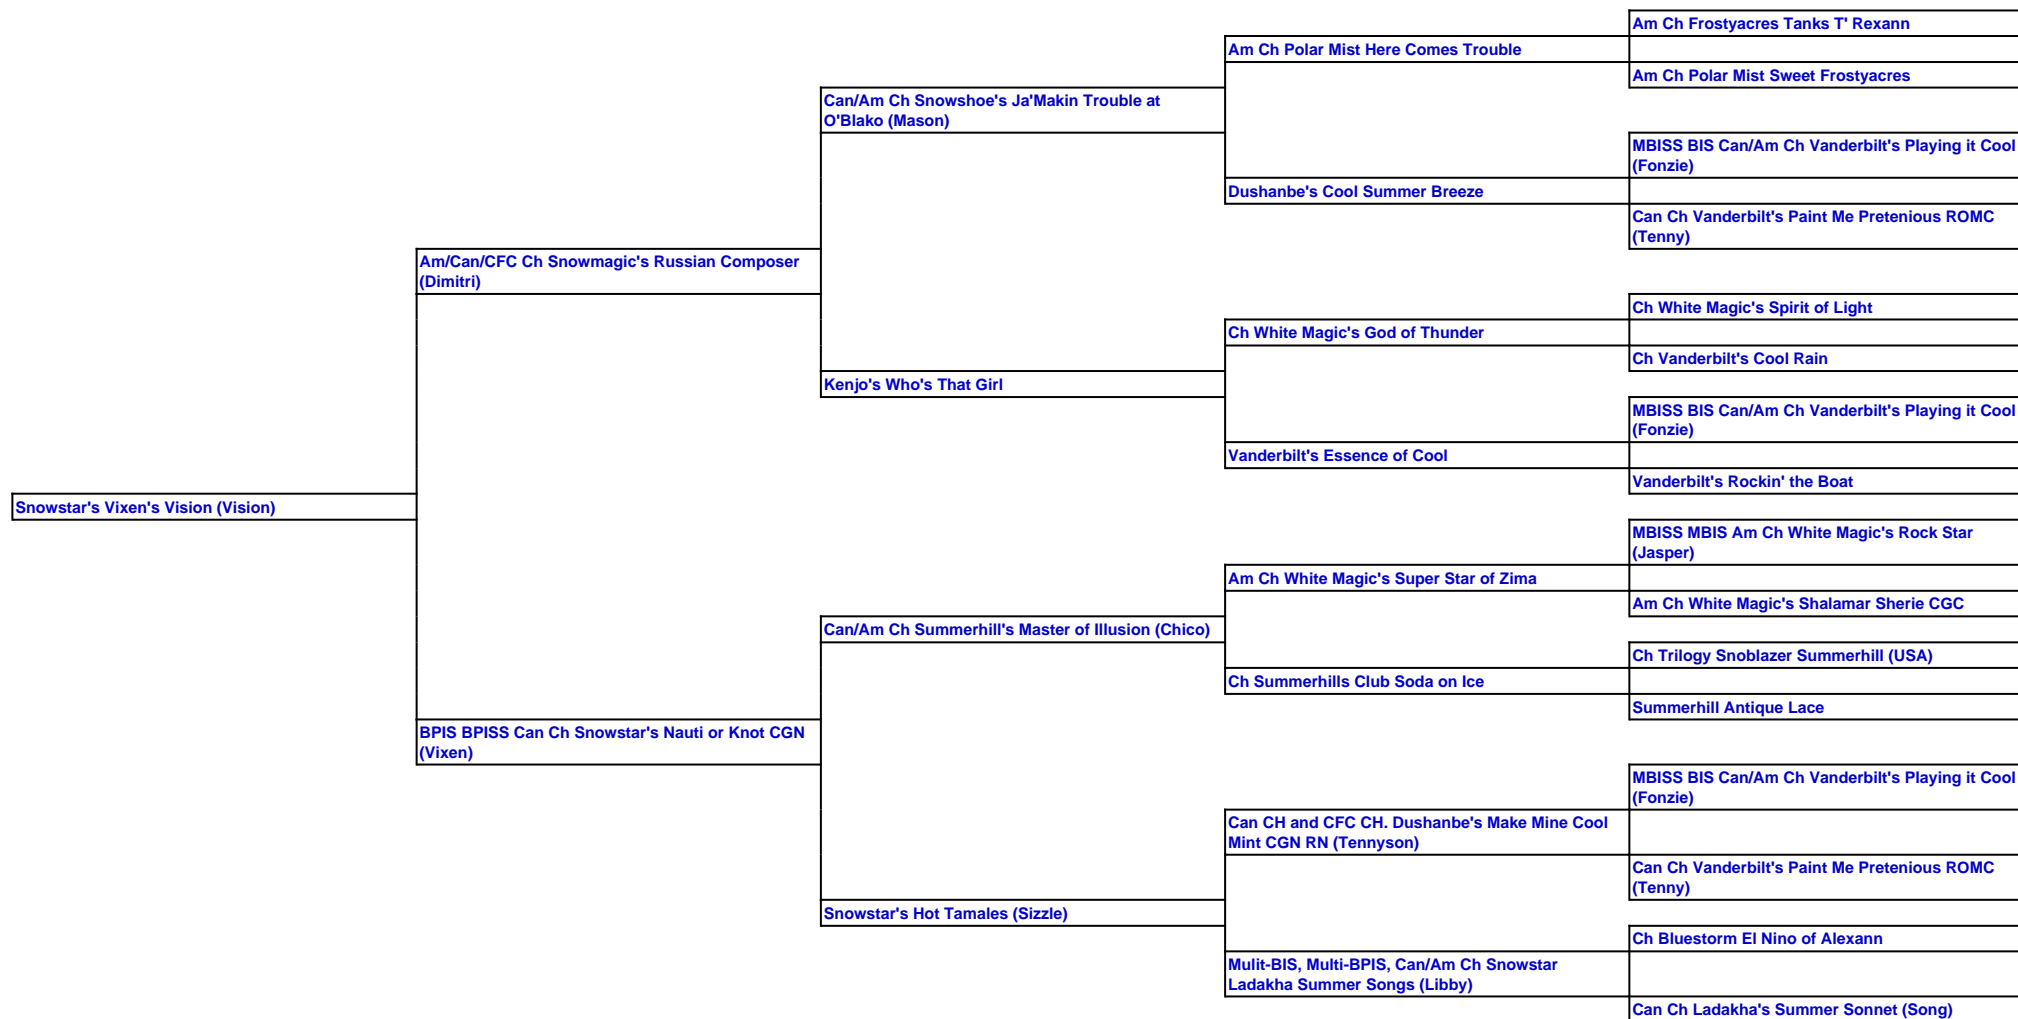 Am Ch Frostyacres Tanks T' Rexann
Am Ch Polar Mist Here Comes Trouble
Am Ch Polar Mist Sweet Frostyacres
Can/Am Ch Snowshoe's Ja'Makin Trouble at
O'Blako (Mason)
MBISS BIS Can/Am Ch Vanderbilt's Playing it Cool
(Fonzie)
Dushanbe's Cool Summer Breeze
Can Ch Vanderbilt's Paint Me Pretenious ROMC
(Tenny)
Am/Can/CFC Ch Snowmagic's Russian Composer
(Dimitri)
Ch White Magic's Spirit of Light
Ch White Magic's God of Thunder
Ch Vanderbilt's Cool Rain
Kenjo's Who's That Girl
MBISS BIS Can/Am Ch Vanderbilt's Playing it Cool
(Fonzie)
Vanderbilt's Essence of Cool
Vanderbilt's Rockin' the Boat
Snowstar's Vixen's Vision (Vision)
MBISS MBIS Am Ch White Magic's Rock Star
(Jasper)
Am Ch White Magic's Super Star of Zima
Am Ch White Magic's Shalamar Sherie CGC
Can/Am Ch Summerhill's Master of Illusion (Chico)
Ch Trilogy Snoblazer Summerhill (USA)
Ch Summerhills Club Soda on Ice
Summerhill Antique Lace
BPIS BPISS Can Ch Snowstar's Nauti or Knot CGN
(Vixen)
MBISS BIS Can/Am Ch Vanderbilt's Playing it Cool
(Fonzie)
Can CH and CFC CH. Dushanbe's Make Mine Cool
Mint CGN RN (Tennyson)
Can Ch Vanderbilt's Paint Me Pretenious ROMC
(Tenny)
Snowstar's Hot Tamales (Sizzle)
Ch Bluestorm El Nino of Alexann
Mulit-BIS, Multi-BPIS, Can/Am Ch Snowstar
Ladakha Summer Songs (Libby)
Can Ch Ladakha's Summer Sonnet (Song)